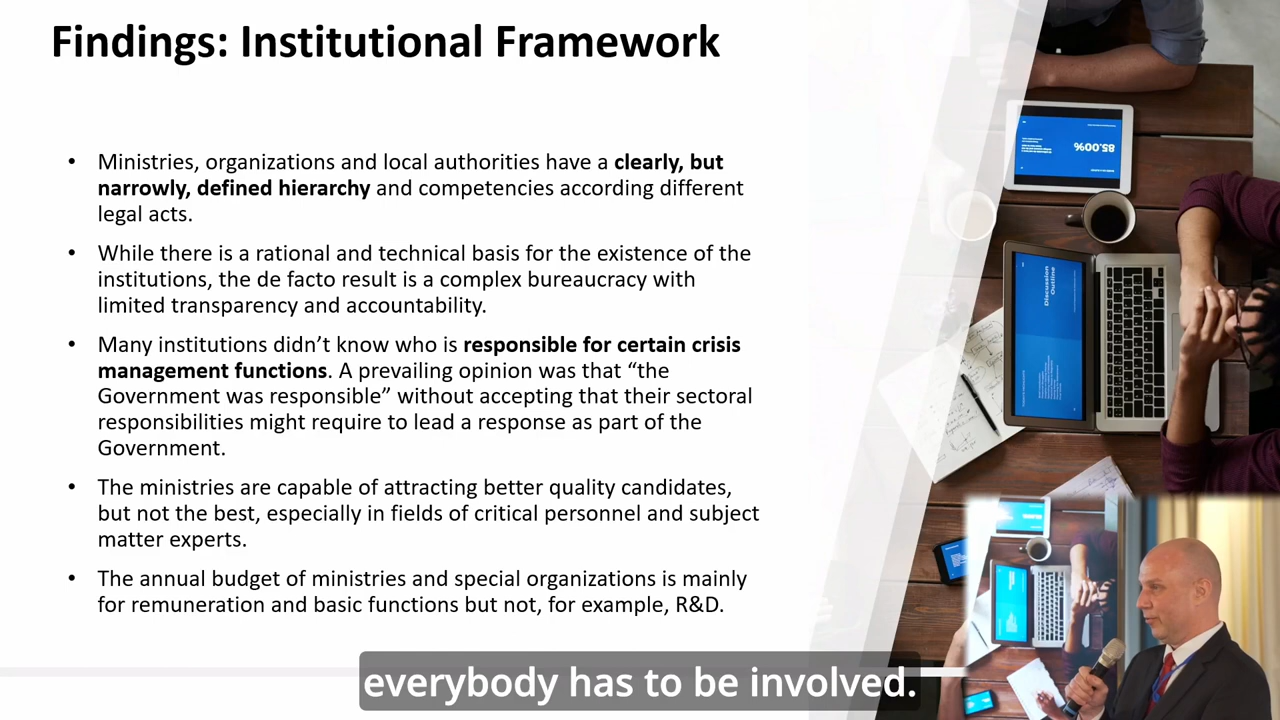 Findings: Institutional Framework
• Ministries, organizations and local authorities have a clearly, but
narrowly, defined hierarchy and competencies according different
legal acts.
• While there is a rational and technical basis for the existence of the
institutions, the de facto result is a complex bureaucracy with
limited transparency and accountability.
• Many institutions didn’t know who is responsible for certain crisis
management functions. A prevailing opinion was that “the
Government was responsible” without accepting that their sectoral
responsibilities might require to lead a response as part of the
Government.
• The ministries are capable of attracting better quality candidates,
but not the best, especially in fields of critical personnel and subject
matter experts.
• The annual budget of ministries and special organizations is mainly
for remuneration and basic functions but not, for example, R&D.
85.00%
Discussion
Outline
everybody has to be involved.